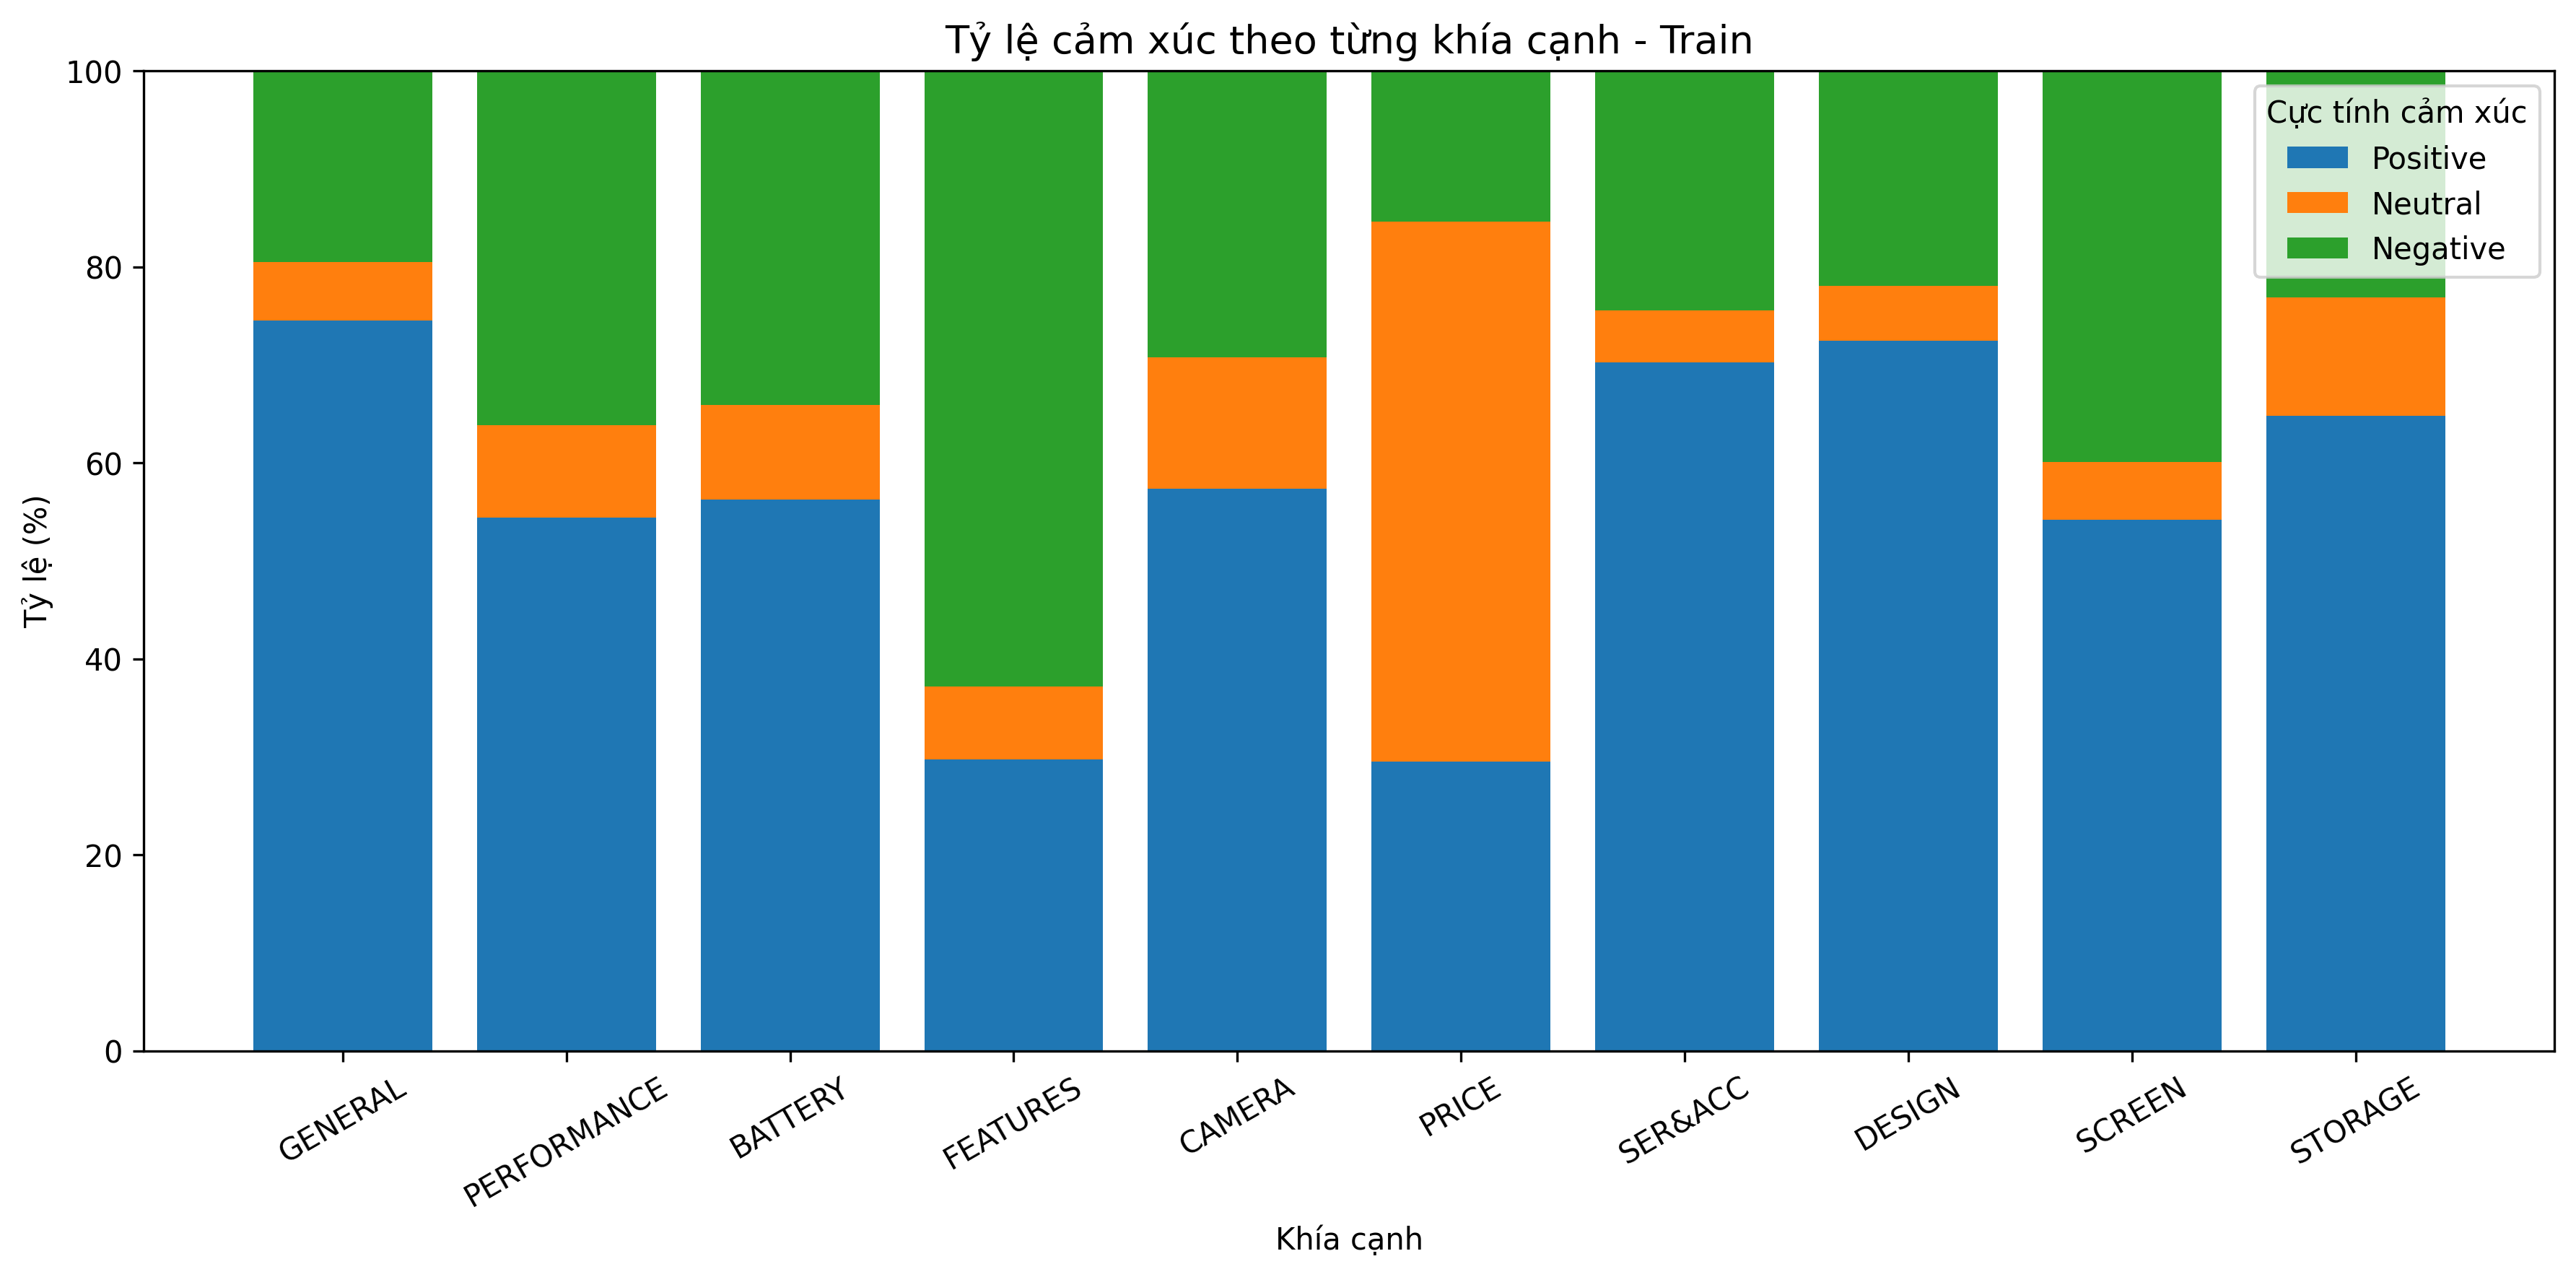 Tỷ lệ cảm xúc theo từng khía cạnh - Train
Tỷ lệ (%)
100
80
60
40
20
0
Cực tính cảm xúc
Positive
Neutral
Negative
GENERAL
PERFORMANCE
BATTERY
FEATURES
CAMERA
PRICE
SER&ACC
DESIGN
SCREEN
STORAGE
Khía cạnh